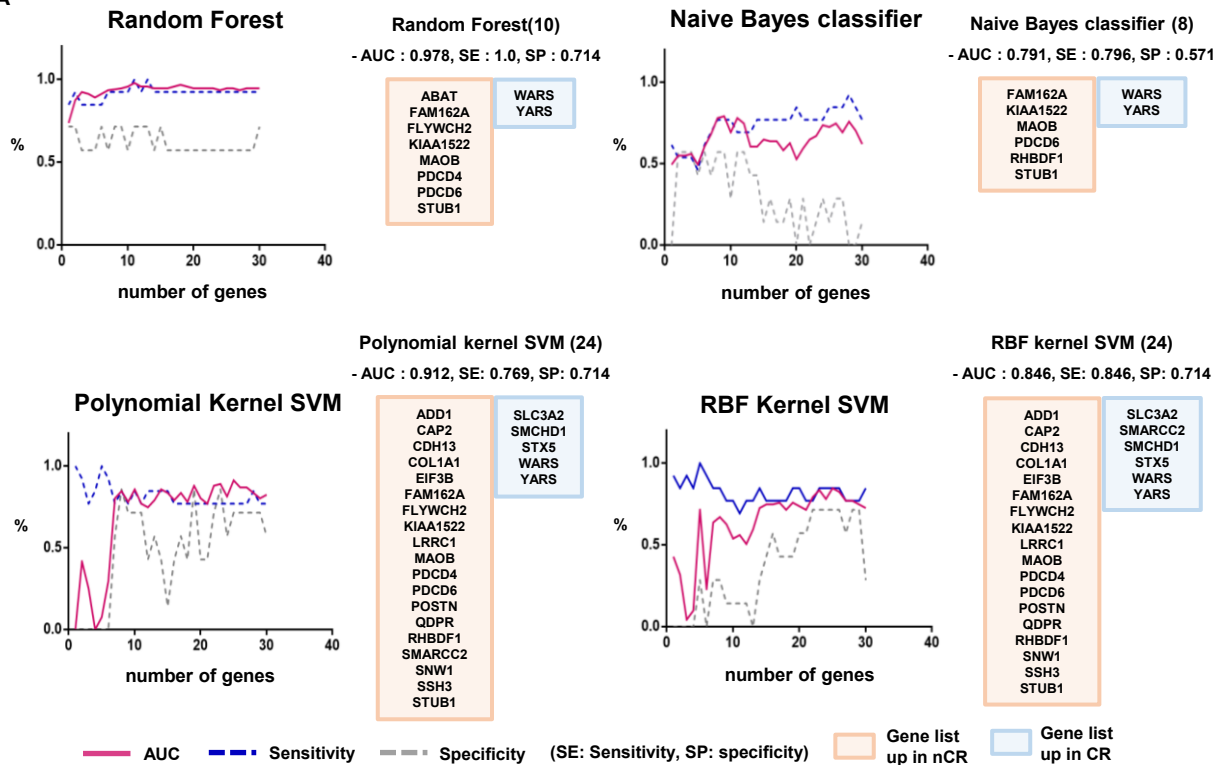 Random Forest
Random Forest(10)
- AUC : 0.978, SE : 1.0, SP : 0.714
ABAT
FAM162A
FLYWCH2
KIAA1522
MAOB
PDCD4
PDCD6
STUB1
WARS
YARS
%
1.0
0.5
0.0
0
10
20
30
40
number of genes
Naive Bayes classifier
Naive Bayes classifier (8)
- AUC : 0.791, SE : 0.796, SP : 0.571
FAM162A
KIAA1522
MAOB
PDCD6
RHBDF1
STUB1
WARS
YARS
%
1.0
0.5
0.0
0
10
20
30
40
number of genes
Polynomial Kernel SVM
Polynomial kernel SVM (24)
- AUC : 0.912, SE: 0.769, SP: 0.714
ADD1
CAP2
CDH13
COL1A1
EIF3B
FAM162A
FLYWCH2
KIAA1522
LRRC1
MAOB
PDCD4
PDCD6
POSTN
QDPR
RHBDF1
SMARCC2
SNW1
SSH3
STUB1
SLC3A2
SMCHD1
STX5
WARS
YARS
%
1.0
0.5
0.0
0
10
20
30
40
number of genes
RBF Kernel SVM
RBF kernel SVM (24)
- AUC : 0.846, SE: 0.846, SP: 0.714
ADD1
CAP2
CDH13
COL1A1
EIF3B
FAM162A
FLYWCH2
KIAA1522
LRRC1
MAOB
PDCD4
PDCD6
POSTN
QDPR
RHBDF1
SNW1
SSH3
STUB1
SLC3A2
SMARCC2
SMCHD1
STX5
WARS
YARS
%
1.0
0.5
0.0
0
10
20
30
40
number of genes
AUC
Sensitivity
Specificity
(SE: Sensitivity, SP: specificity)
Gene list
up in nCR
Gene list
up in CR